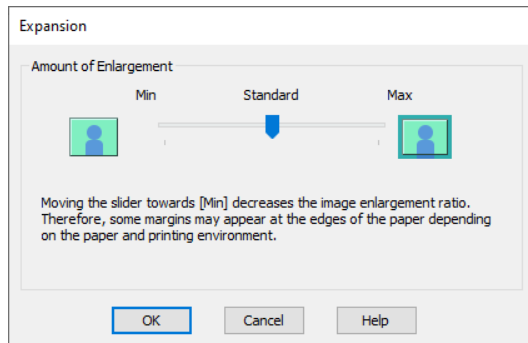 Expansion
Amount of Enlargement
Min Standard Max
Moving the slider towards [Min] decreases the image enlargement ratio.
Therefore, some margins may appear at the edges of the paper depending
on the paper and printing environment.
OK Cancel Help